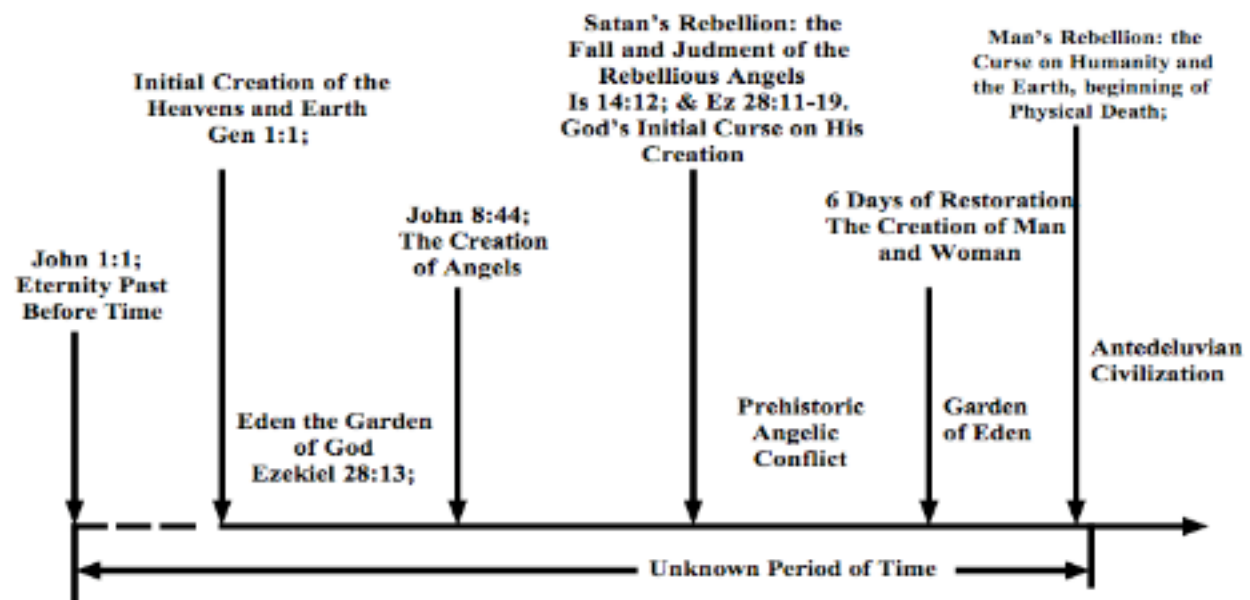 John 1:1;
Eternity Past
Before Time
Initial Creation of the
Heavens and Earth
Gen 1:1;
Eden the Garden
of God
Ezekiel 28:13;
John 8:44;
The Creation
of Angels
Satan's Rebellion: the
Fall and Judgment of the
Rebellious Angels
Is 14:12; & Ez 28:11-19.
God's Initial Curse on His
Creation
Prehistoric
Angelic
Conflict
6 Days of Restoration
The Creation of Man
and Woman
Garden
of Eden
Man's Rebellion: the
Curse on Humanity and
the Earth, beginning of
Physical Death;
Antedeluvian
Civilization
Unknown Period of Time